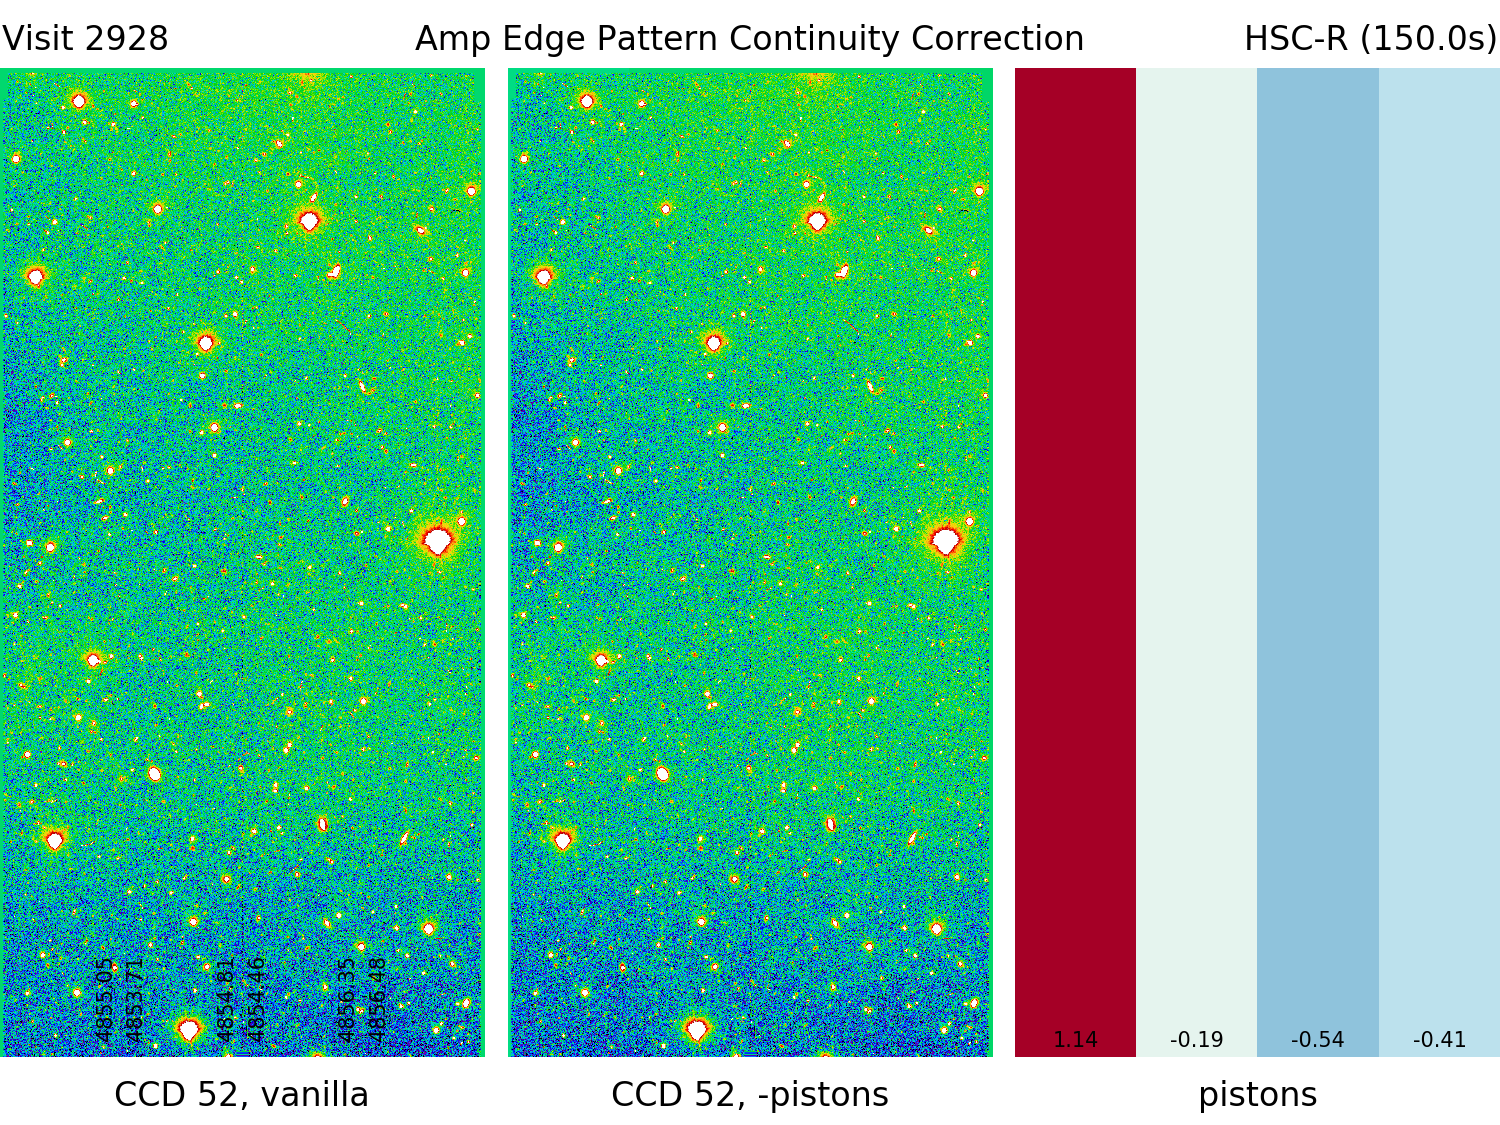 Visit 2928 Amp Edge Pattern Continuity Correction HSC-R (150.0s)
4855.05
4853.71
4854.81
4854.46
4856.35
4856.48
1.14 -0.19 -0.54 -0.41
CCD 52, vanilla CCD 52, -pistons pistons